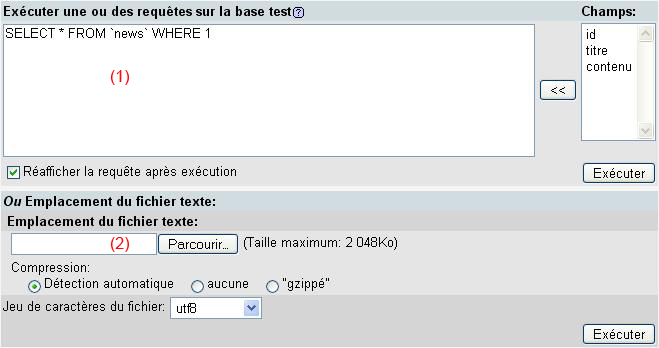 Exécuter une ou des requêtes sur la base test Champs:
SELECT * FROM `news` WHERE 1
id
titre
contenu
(1)
<<
Réafficher la requête après exécution
Exécuter
Ou Emplacement du fichier texte:
Emplacement du fichier texte:
(2) Parcourir... (Taille maximum: 2 048Ko)
Compression:
Détection automatique aucune "gzippé"
Jeu de caractères du fichier: utf8
Exécuter